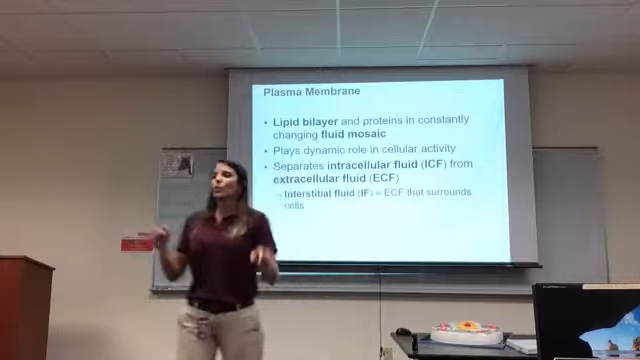 Plasma Membrane
• Lipid bilayer and proteins in constantly
changing fluid mosaic
• Plays dynamic role in cellular activity
• Separates intracellular fluid (ICF) from
extracellular fluid (ECF)
– Interstitial fluid (IF) = ECF that surrounds
cells